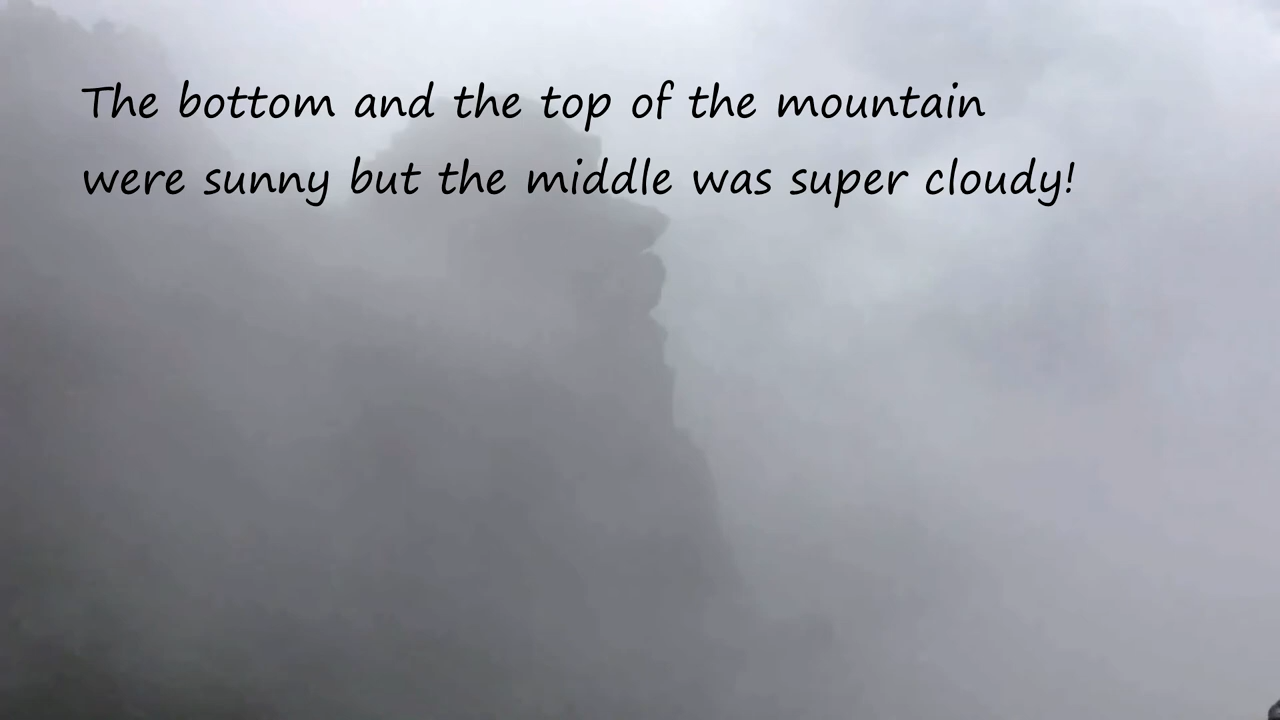 The bottom and the top of the mountain
were sunny but the middle was super cloudy!